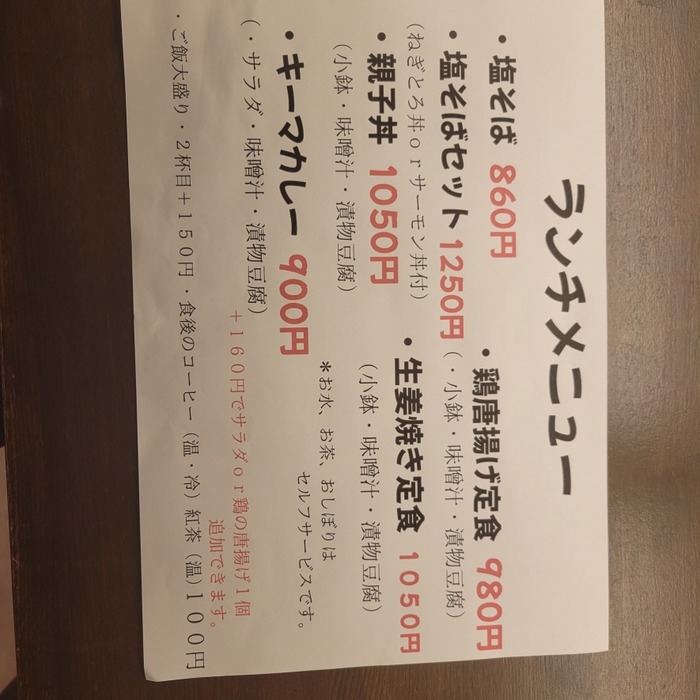 ランチメニュー
・塩そば 860円
・塩そばセット 1250円
（ねぎとろ丼ｏｒサーモン丼付）
・親子丼 1050円
（小鉢・味噌汁・漬物豆腐）
・キーマカレー 900円
（・サラダ・味噌汁・漬物豆腐）
・鶏唐揚げ定食 980円
（・小鉢・味噌汁・漬物豆腐）
・生姜焼き定食 １０５０円
（小鉢・味噌汁・漬物豆腐）
＊お水、お茶、おしぼりは
セルフサービスです。
＋１６０円でサラダｏｒ鶏の唐揚げ１個
追加できます。
・ご飯大盛り・２杯目＋１５０円・食後のコーヒー（温・冷）紅茶（温）１００円